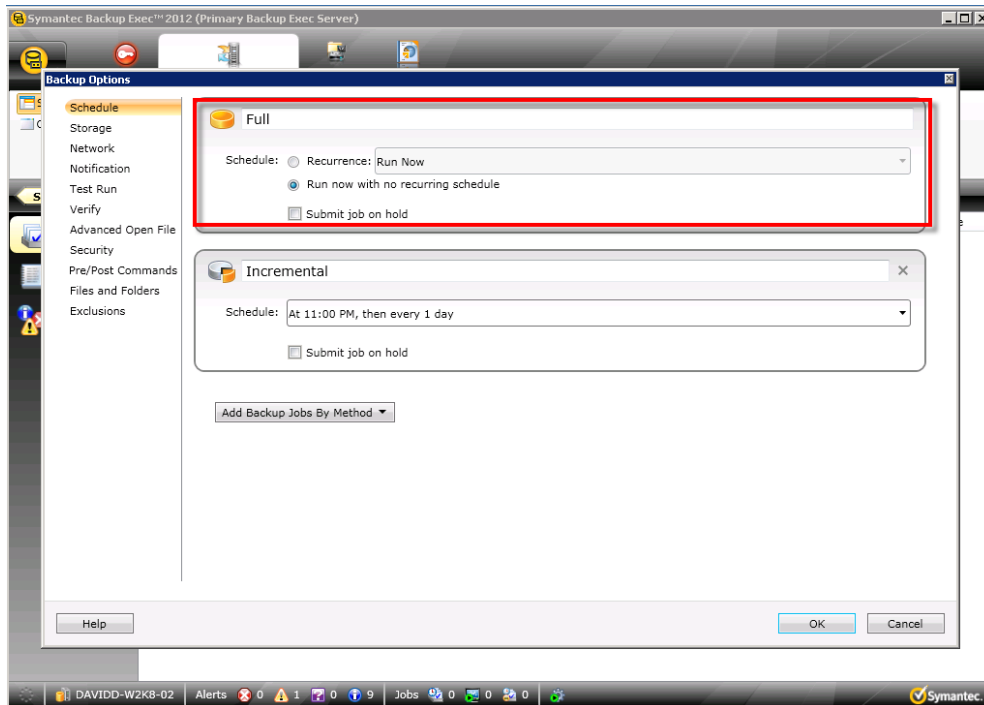 Symantec Backup Exec™ 2012 (Primary Backup Exec Server)
Backup Options
Schedule
Storage
Network
Notification
Test Run
Verify
Advanced Open File
Security
Pre/Post Commands
Files and Folders
Exclusions
Full
Schedule: Recurrence: Run Now
Run now with no recurring schedule
Submit job on hold
Incremental
Schedule: At 11:00 PM, then every 1 day
Submit job on hold
Add Backup Jobs By Method
Help
OK
Cancel
DAVIDD-W2K8-02 Alerts 0 1 0 9 Jobs 0 0 0
Symantec.